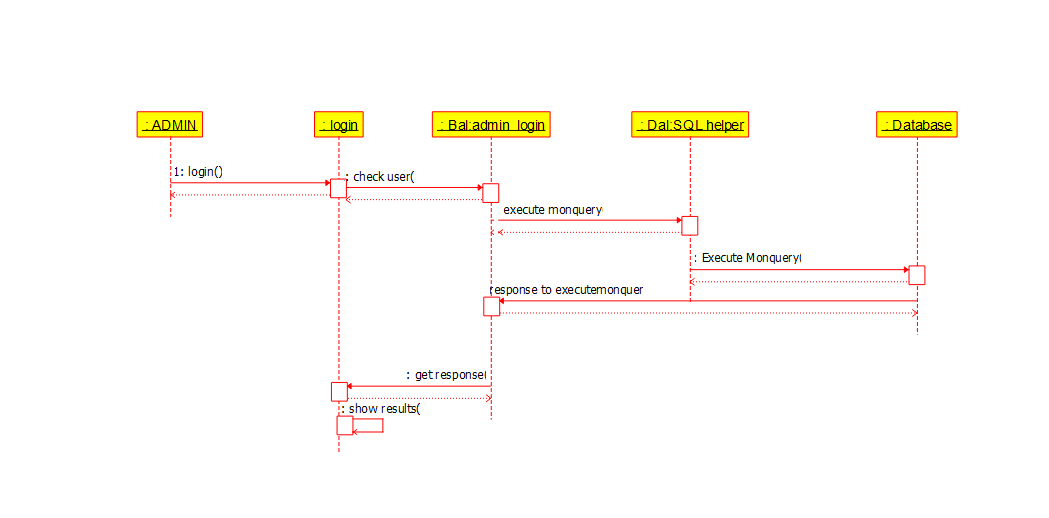 : ADMIN
: login
: Bal:admin_login
: Dal:SQL helper
: Database
1: login()
: check user(
execute monquery
: Execute Monquery(
response to executemonquer
: get response(
: show results(